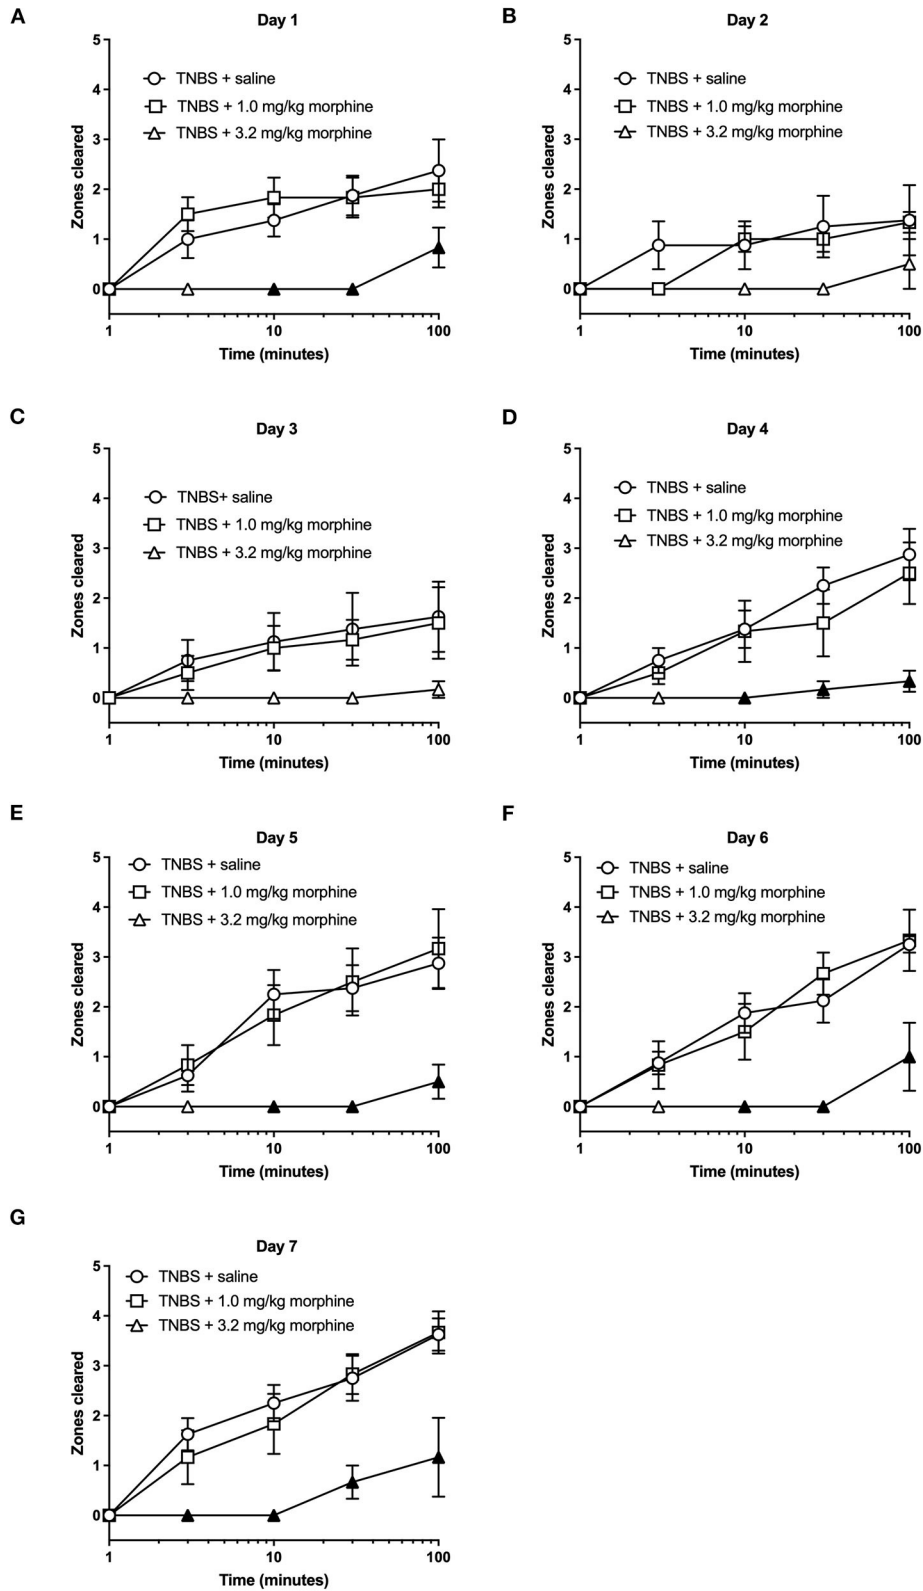 A
Day 1
5
4
3
2
1
0
Zones cleared
TNBS + saline
TNBS + 1.0 mg/kg morphine
TNBS + 3.2 mg/kg morphine
1
10
100
Time (minutes)
B
Day 2
5
4
3
2
1
0
Zones cleared
TNBS + saline
TNBS + 1.0 mg/kg morphine
TNBS + 3.2 mg/kg morphine
1
10
100
Time (minutes)
C
Day 3
5
4
3
2
1
0
Zones cleared
TNBS+ saline
TNBS + 1.0 mg/kg morphine
TNBS + 3.2 mg/kg morphine
1
10
100
Time (minutes)
D
Day 4
5
4
3
2
1
0
Zones cleared
TNBS + saline
TNBS + 1.0 mg/kg morphine
TNBS + 3.2 mg/kg morphine
1
10
100
Time (minutes)
E
Day 5
5
4
3
2
1
0
Zones cleared
TNBS + saline
TNBS + 1.0 mg/kg morphine
TNBS + 3.2 mg/kg morphine
1
10
100
Time (minutes)
F
Day 6
5
4
3
2
1
0
Zones cleared
TNBS + saline
TNBS + 1.0 mg/kg morphine
TNBS + 3.2 mg/kg morphine
1
10
100
Time (minutes)
G
Day 7
5
4
3
2
1
0
Zones cleared
TNBS + saline
TNBS + 1.0 mg/kg morphine
TNBS + 3.2 mg/kg morphine
1
10
100
Time (minutes)